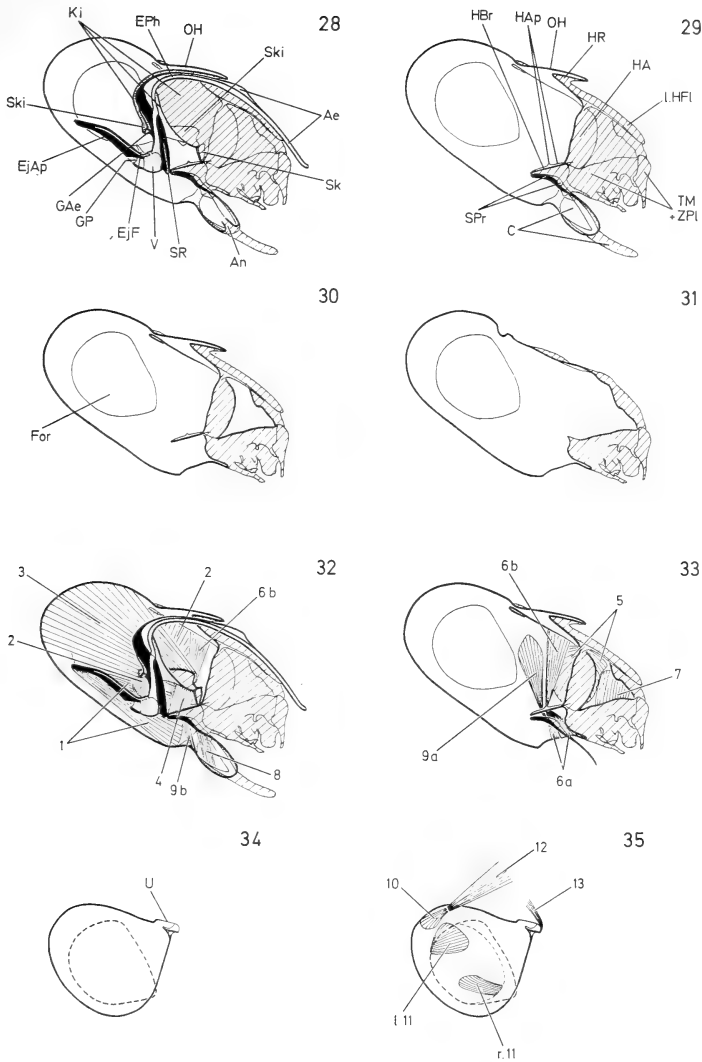 28
Ki
EPh
OH
Ski
Ae
Ski
EjAp
GAe
GP
EjF
V
SR
An
Sk
29
HBr
HAp
OH
HR
HA
l.HFl
TM
+ZPl
SPr
C
30
For
31
32
3
2
6b
2
1
4
9b
8
33
6b
5
7
9a
6a
34
U
35
12
13
10
l 11
r.11